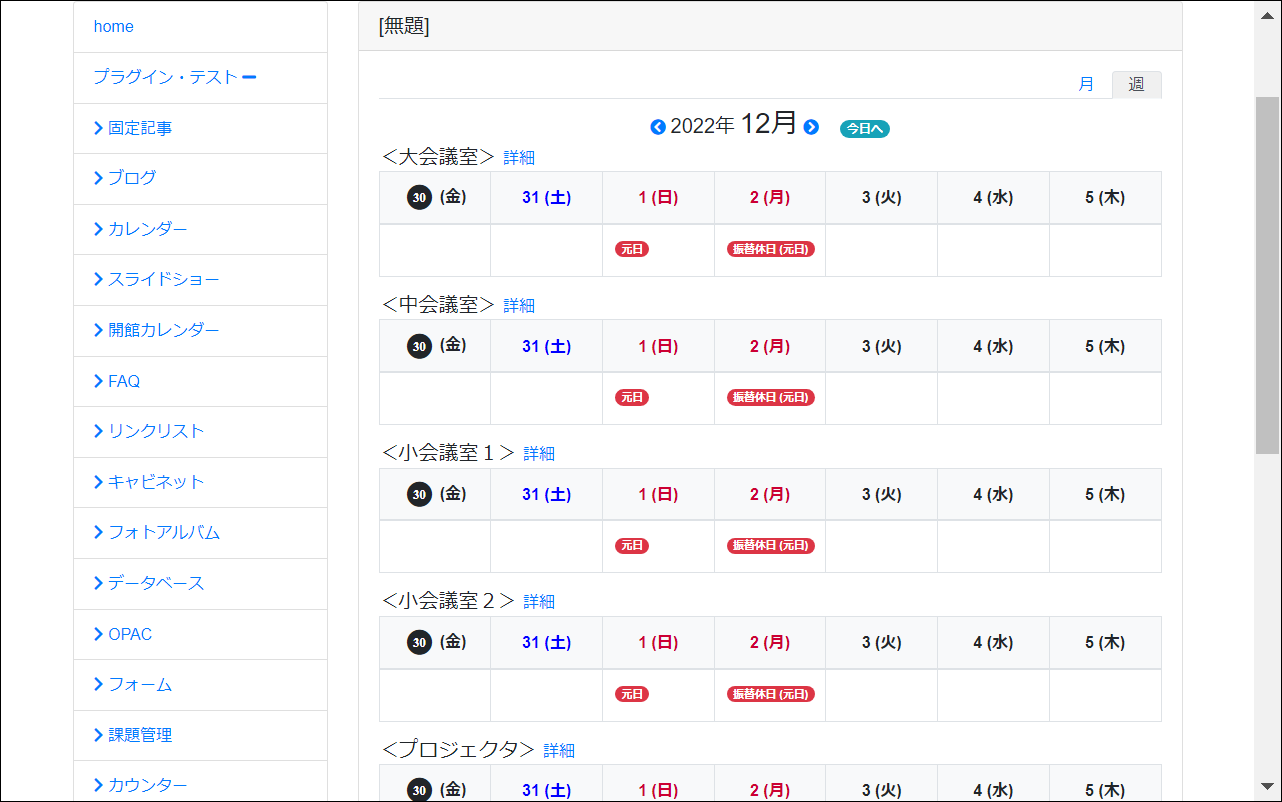 home
プラグイン・テスト
固定記事
ブログ
カレンダー
スライドショー
開館カレンダー
FAQ
リンクリスト
キャビネット
フォトアルバム
データベース
OPAC
フォーム
課題管理
カウンター
[無題]
月 週
2022年 12月 今日へ
＜大会議室＞ 詳細
30 (金) 31 (土) 1 (日) 2 (月) 3 (火) 4 (水) 5 (木)
元日 振替休日 (元日)
＜中会議室＞ 詳細
30 (金) 31 (土) 1 (日) 2 (月) 3 (火) 4 (水) 5 (木)
元日 振替休日 (元日)
＜小会議室１＞ 詳細
30 (金) 31 (土) 1 (日) 2 (月) 3 (火) 4 (水) 5 (木)
元日 振替休日 (元日)
＜小会議室２＞ 詳細
30 (金) 31 (土) 1 (日) 2 (月) 3 (火) 4 (水) 5 (木)
元日 振替休日 (元日)
＜プロジェクタ＞ 詳細
30 (金) 31 (土) 1 (日) 2 (月) 3 (火) 4 (水) 5 (木)